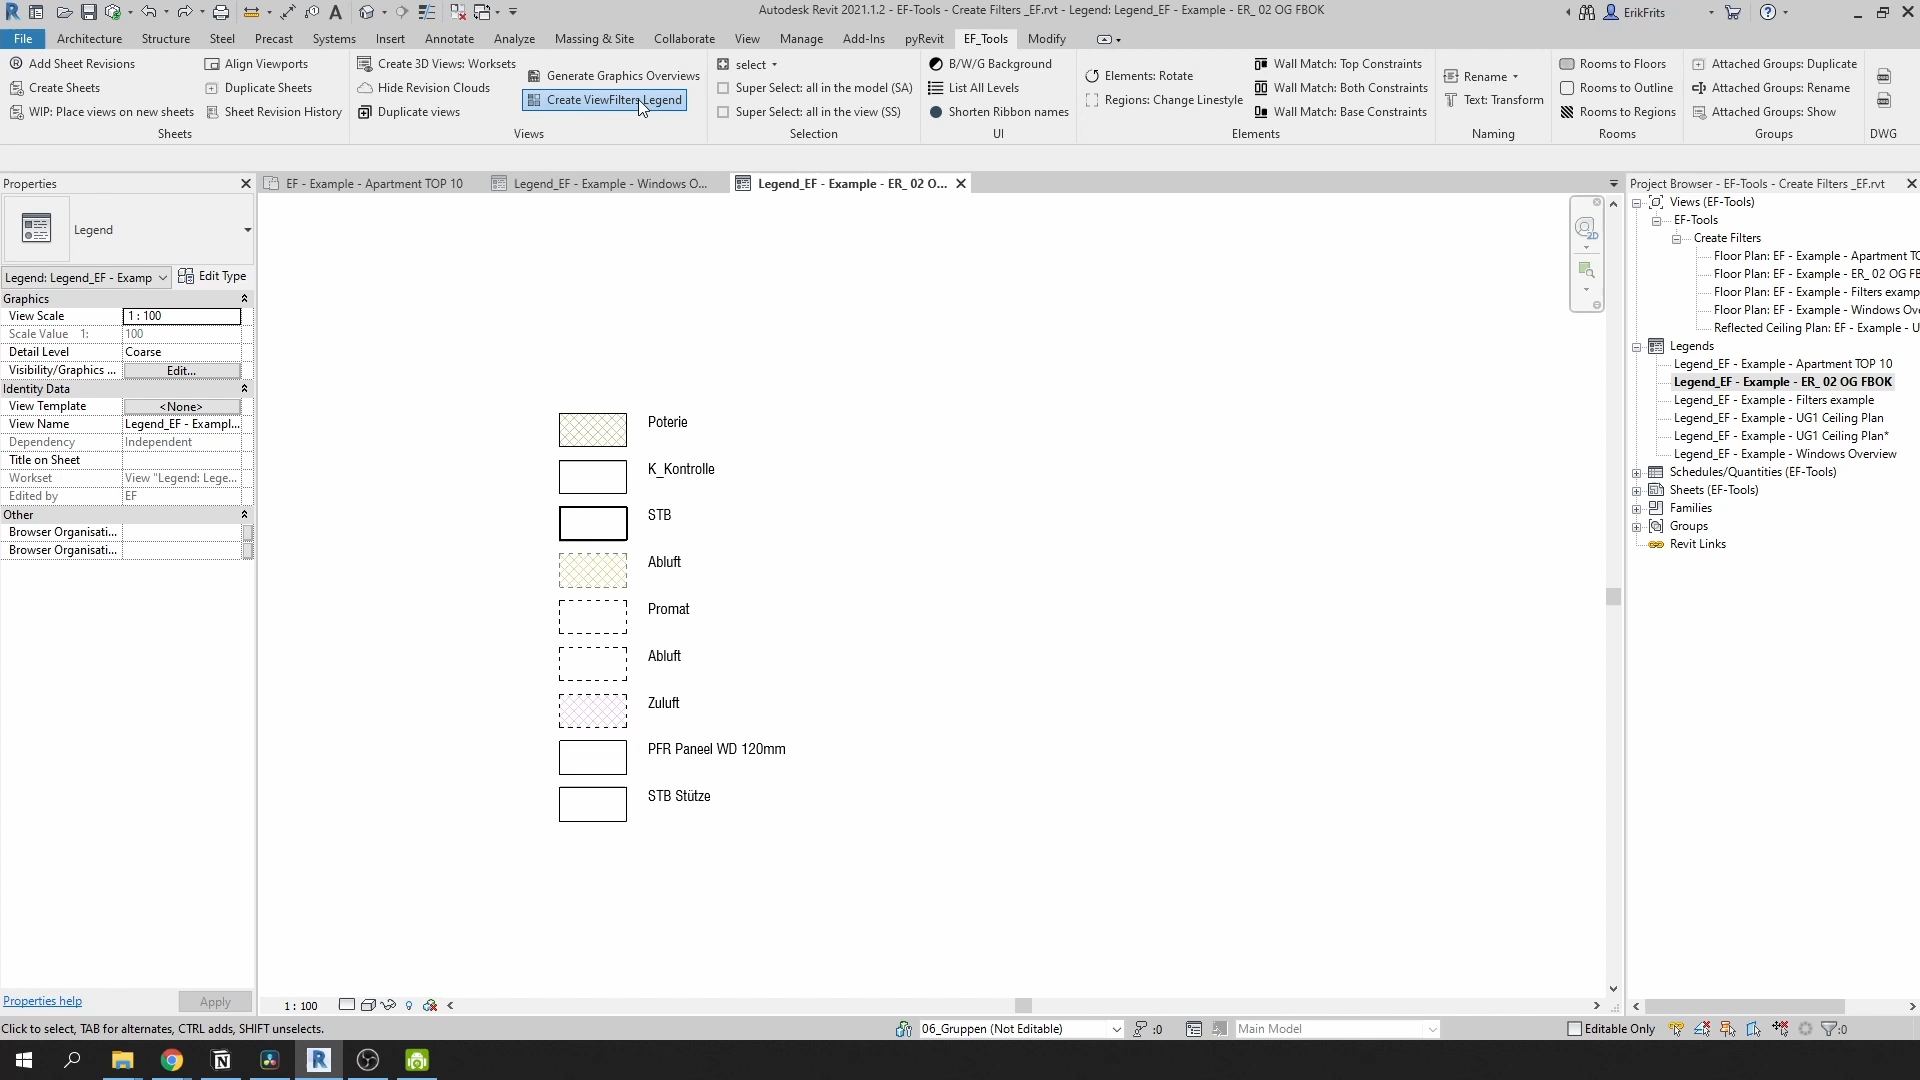 Autodesk Revit 2021.1.2 - EF-Tools - Create Filters _EF.rvt - Legend: Legend_EF - Example - ER_ 02 OG FBOK
ErikFrits
File Architecture Structure Steel Precast Systems Insert Annotate Analyze Massing & Site Collaborate View Manage Add-Ins pyRevit EF_Tools Modify
Add Sheet Revisions
Create Sheets
WIP: Place views on new sheets
Align Viewports
Duplicate Sheets
Sheet Revision History
Sheets
Create 3D Views: Worksets
Hide Revision Clouds
Duplicate views
Generate Graphics Overviews
Create ViewFilters Legend
Views
select
Super Select: all in the model (SA)
Super Select: all in the view (SS)
Selection
B/W/G Background
List All Levels
Shorten Ribbon names
UI
Elements: Rotate
Regions: Change Linestyle
Wall Match: Top Constraints
Wall Match: Both Constraints
Wall Match: Base Constraints
Elements
Rename
Text: Transform
Naming
Rooms to Floors
Rooms to Outline
Rooms to Regions
Rooms
Attached Groups: Duplicate
Attached Groups: Rename
Attached Groups: Show
Groups
DWG
Properties
Legend
Legend: Legend_EF - Examp
Edit Type
Graphics
View Scale 1 : 100
Scale Value 1: 100
Detail Level Coarse
Visibility/Graphics ... Edit...
Identity Data
View Template <None>
View Name Legend_EF - Exampl...
Dependency Independent
Title on Sheet
Workset View "Legend: Lege...
Edited by EF
Other
Browser Organisati...
Browser Organisati...
Properties help
Apply
EF - Example - Apartment TOP 10
Legend_EF - Example - Windows O...
Legend_EF - Example - ER_ 02 O...
2D
Poterie
K_Kontrolle
STB
Abluft
Promat
Abluft
Zuluft
PFR Paneel WD 120mm
STB Stütze
Project Browser - EF-Tools - Create Filters _EF.rvt
Views (EF-Tools)
EF-Tools
Create Filters
Floor Plan: EF - Example - Apartment TO
Floor Plan: EF - Example - ER_ 02 OG FB
Floor Plan: EF - Example - Filters examp
Floor Plan: EF - Example - Windows Ove
Reflected Ceiling Plan: EF - Example - U
Legends
Legend_EF - Example - Apartment TOP 10
Legend_EF - Example - ER_ 02 OG FBOK
Legend_EF - Example - Filters example
Legend_EF - Example - UG1 Ceiling Plan
Legend_EF - Example - UG1 Ceiling Plan*
Legend_EF - Example - Windows Overview
Schedules/Quantities (EF-Tools)
Sheets (EF-Tools)
Families
Groups
Revit Links
1 : 100
Click to select, TAB for alternates, CTRL adds, SHIFT unselects.
06_Gruppen (Not Editable)
:0
Main Model
Editable Only
:0